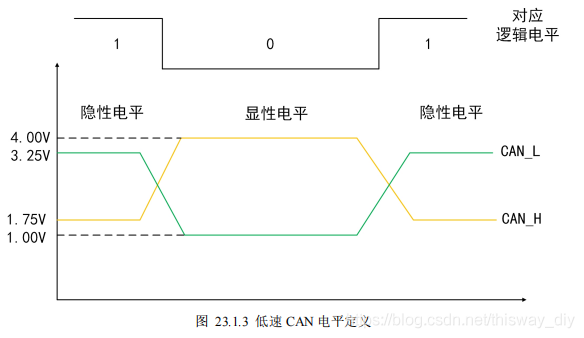 对应
逻辑电平
1
0
1
隐性电平
显性电平
隐性电平
4.00V
3.25V
CAN_L
1.75V
CAN_H
1.00V
图 23.1.3 低速 CAN 电平定义
https://blog.csdn.net/thisway_diy